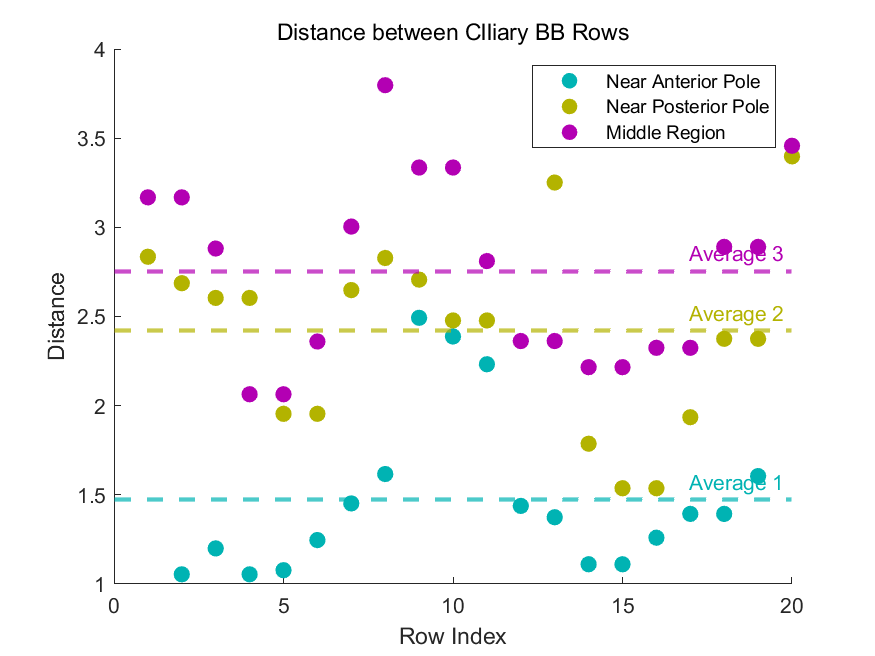 Distance between CIliary BB Rows
Near Anterior Pole
Near Posterior Pole
Middle Region
4
3.5
3
2.5
2
1.5
1
Distance
Average 3
Average 2
Average 1
0
5
10
15
20
Row Index